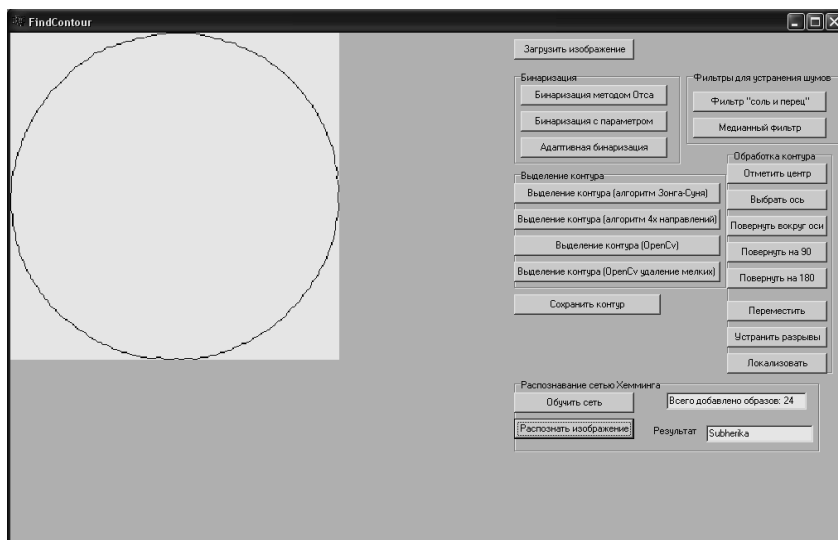 FindContour
Загрузить изображение
Бинаризация
Бинаризация методом Отса
Бинаризация с параметром
Адаптивная бинаризация
Фильтры для устранения шумов
Фильтр "соль и перец"
Медианный фильтр
Выделение контура
Выделение контура (алгоритм Зонга-Суня)
Выделение контура (алгоритм 4х направлений)
Выделение контура (OpenCv)
Выделение контура (OpenCv удаление мелких)
Сохранить контур
Обработка контура
Отметить центр
Выбрать ось
Повернуть вокруг оси
Повернуть на 90
Повернуть на 180
Переместить
Устранить разрывы
Локализовать
Распознавание сетью Хемминга
Обучить сеть
Всего добавлено образов: 24
Распознать изображение
Результат
Subherika